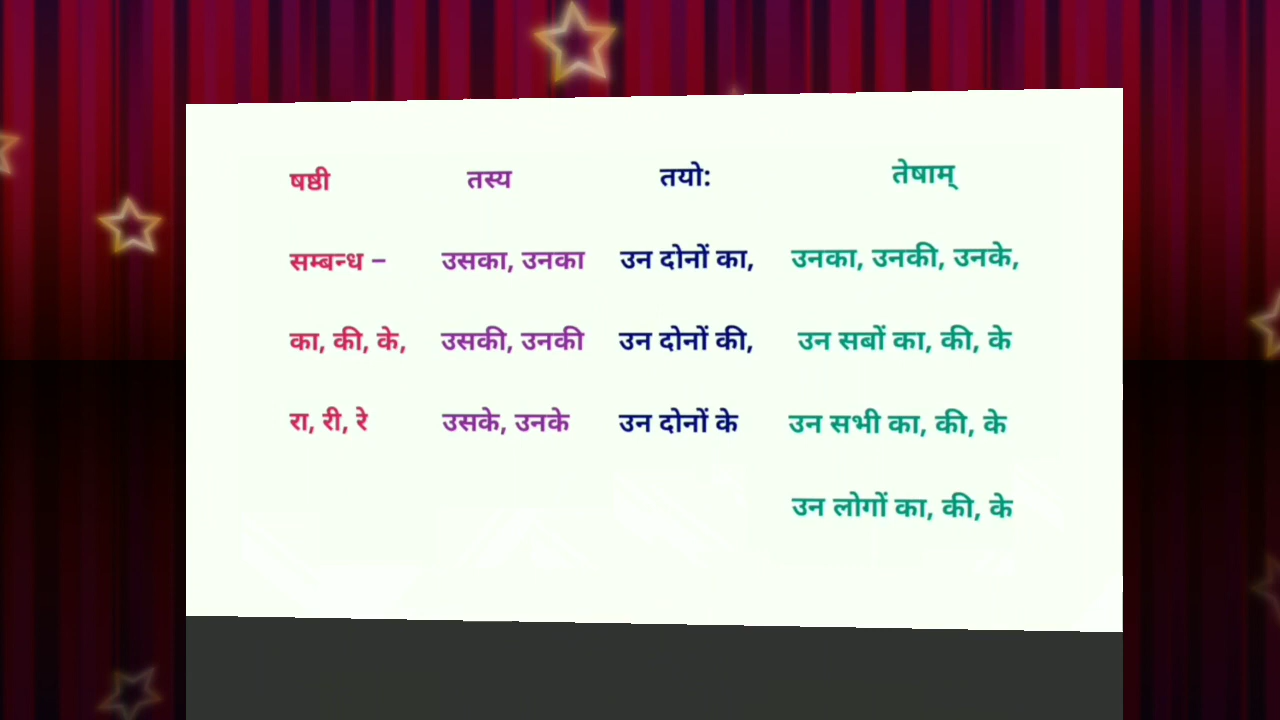 षष्ठी तस्य तयो: तेषाम्
सम्बन्ध – उसका, उनका उन दोनों का, उनका, उनकी, उनके,
का, की, के, उसकी, उनकी उन दोनों की, उन सबों का, की, के
रा, री, रे उसके, उनके उन दोनों के उन सभी का, की, के
उन लोगों का, की, के